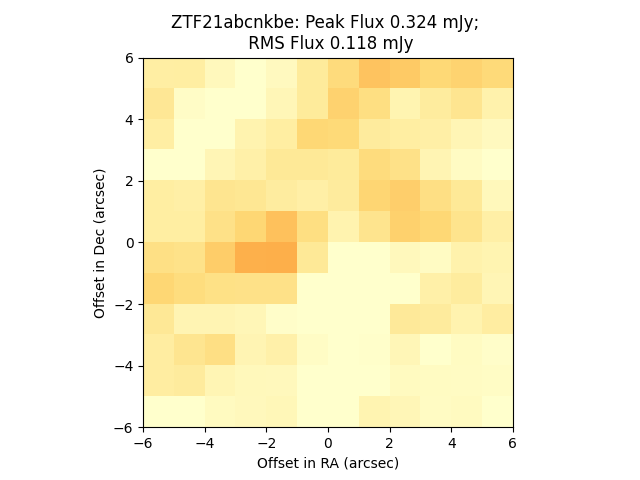 ZTF21abcnkbe: Peak Flux 0.324 mJy;
RMS Flux 0.118 mJy
6
4
2
0
−2
−4
−6
Offset in Dec (arcsec)
−6 −4 −2 0 2 4 6
Offset in RA (arcsec)